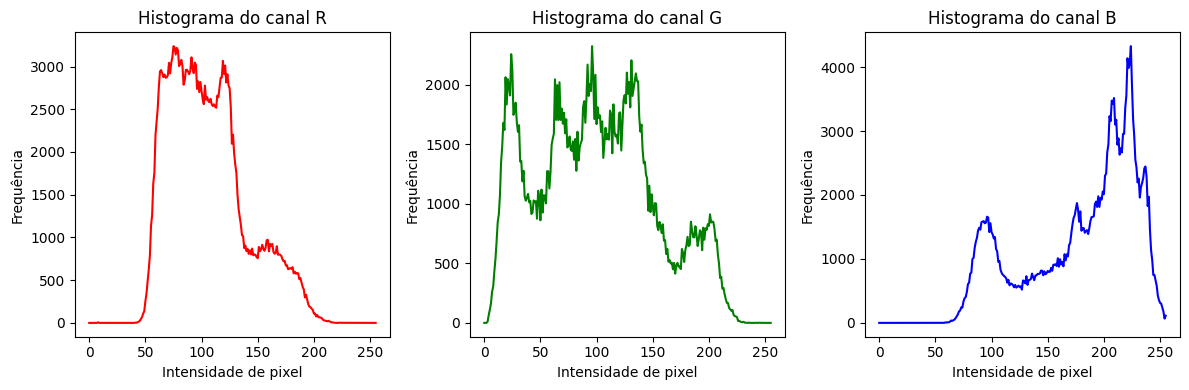 Histograma do canal R
Frequência
3000
2500
2000
1500
1000
500
0
0 50 100 150 200 250
Intensidade de pixel
Histograma do canal G
Frequência
2000
1500
1000
500
0
0 50 100 150 200 250
Intensidade de pixel
Histograma do canal B
Frequência
4000
3000
2000
1000
0
0 50 100 150 200 250
Intensidade de pixel